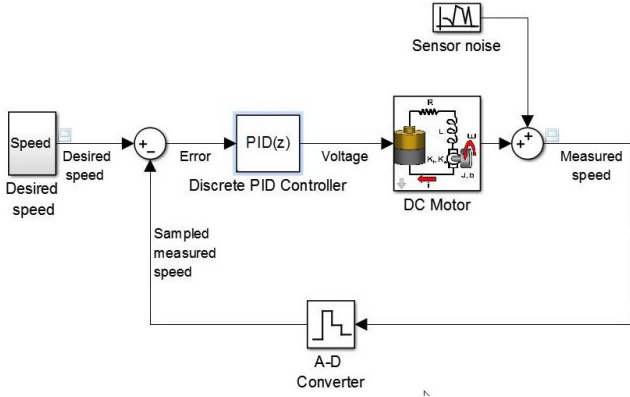 Sensor noise
Speed
Desired
speed
Desired
speed
+
−
Error
PID(z)
Discrete PID Controller
Voltage
R
L
ω
i
J, b
DC Motor
+
+
Measured
speed
Sampled
measured
speed
A-D
Converter